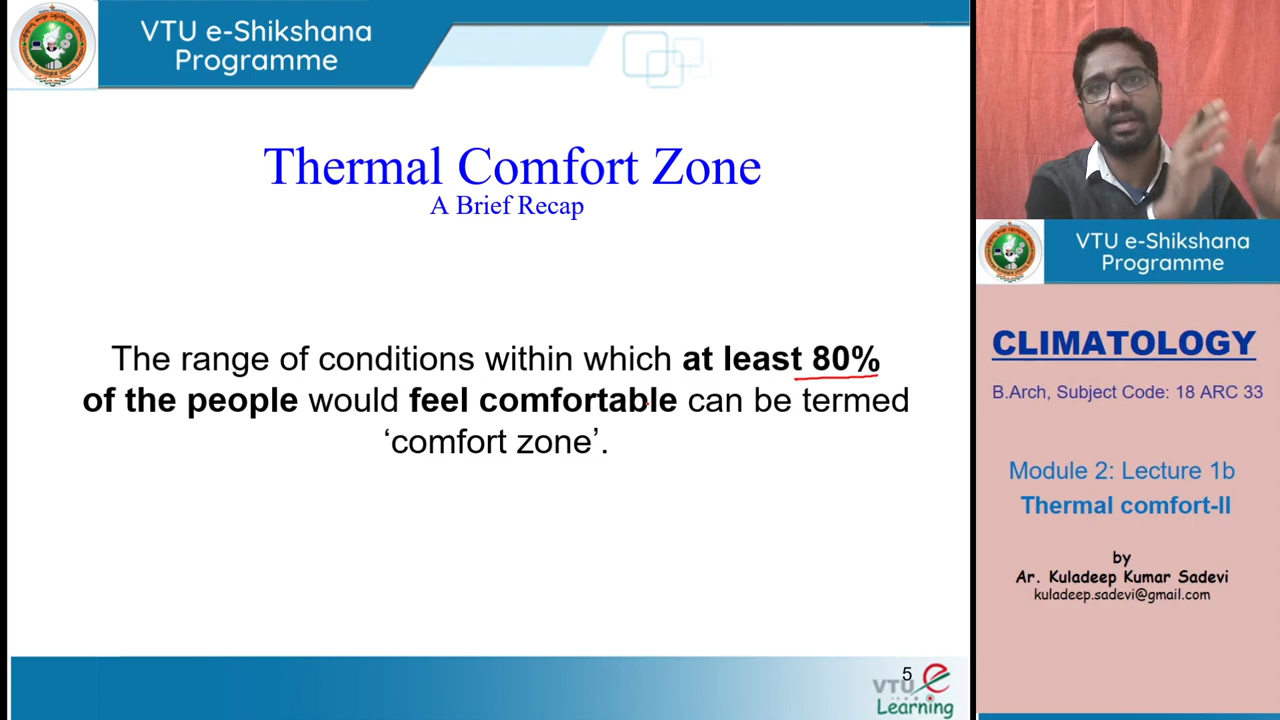 VTU e-Shikshana
Programme
Thermal Comfort Zone
A Brief Recap
The range of conditions within which at least 80%
of the people would feel comfortable can be termed
‘comfort zone’.
5
VTU e
Learning
VTU e-Shikshana
Programme
CLIMATOLOGY
B.Arch, Subject Code: 18 ARC 33
Module 2: Lecture 1b
Thermal comfort-II
by
Ar. Kuladeep Kumar Sadevi
kuladeep.sadevi@gmail.com